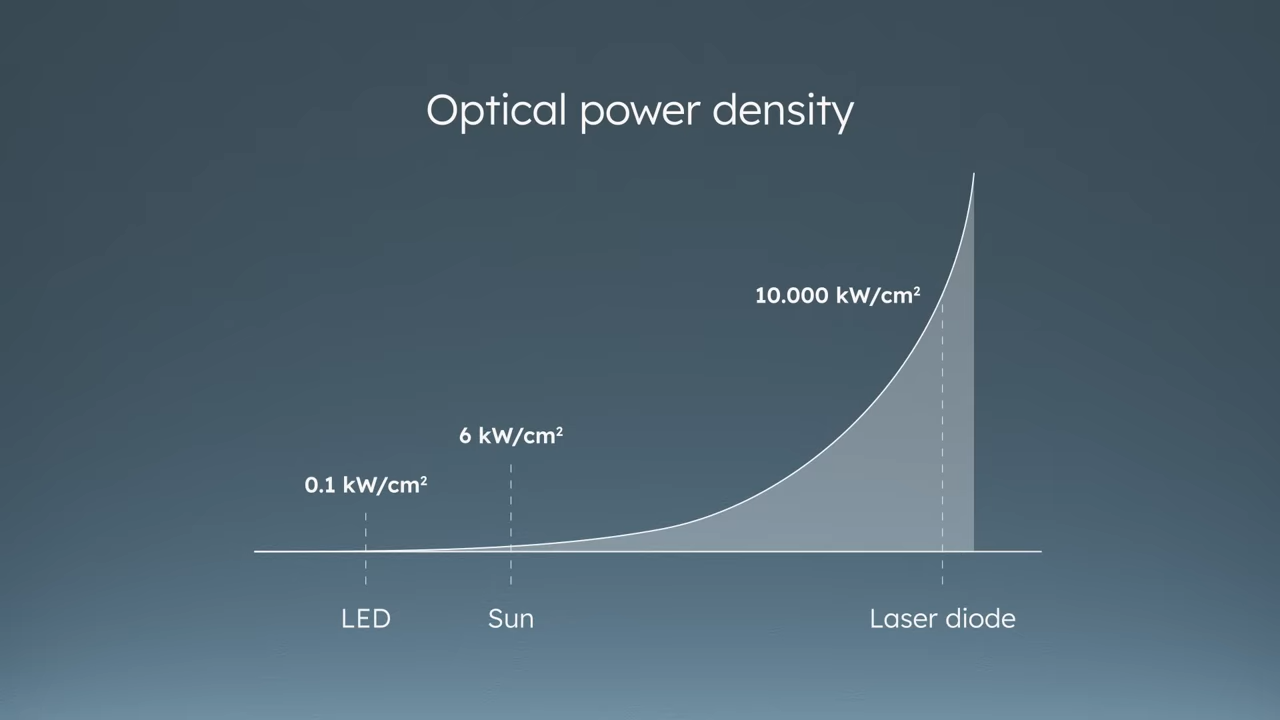 Optical power density
10.000 kW/cm²
6 kW/cm²
0.1 kW/cm²
LED
Sun
Laser diode